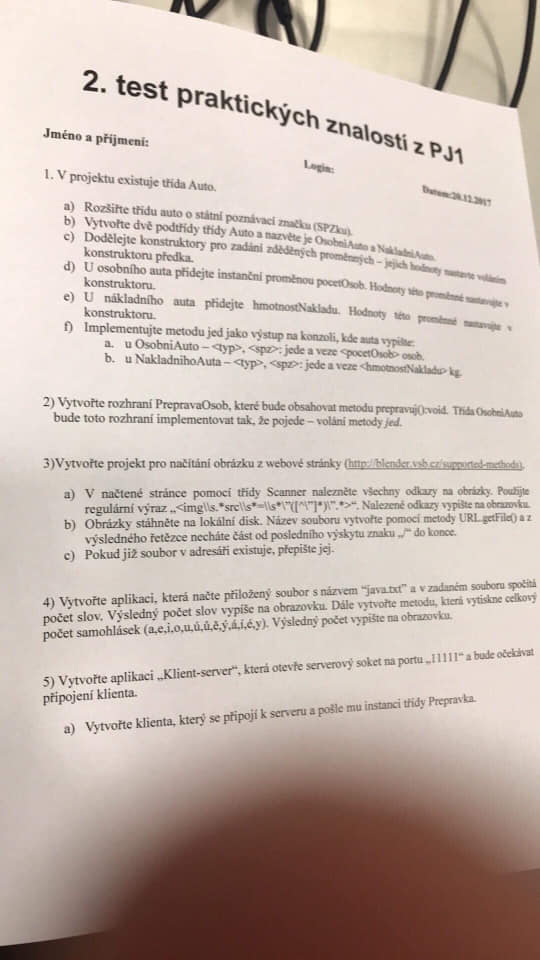 2. test praktických znalostí z PJ1
Jméno a příjmení:
Login:
Datum:20.12.2017
1. V projektu existuje třída Auto.
a) Rozšiřte třídu auto o státní poznávací značku (SPZku).
b) Vytvořte dvě podtřídy třídy Auto a nazvěte je OsobniAuto a NakladniAuto.
c) Dodělejte konstruktory pro zadání zděděných proměnných – jejich hodnoty nastavte voláním
konstruktoru předka.
d) U osobního auta přidejte instanční proměnou pocetOsob. Hodnoty této proměnné nastavujte v
konstruktoru.
e) U nákladního auta přidejte hmotnostNakladu. Hodnoty této proměnné nastavujte v
konstruktoru.
f) Implementujte metodu jed jako výstup na konzoli, kde auta vypíše:
a. u OsobniAuto – <typ>, <spz>: jede a veze <pocetOsob> osob.
b. u NakladnihoAuta – <typ>, <spz>: jede a veze <hmotnostNakladu> kg.
2) Vytvořte rozhraní PrepravaOsob, které bude obsahovat metodu prepravuj():void. Třída OsobniAuto
bude toto rozhraní implementovat tak, že pojede – volání metody jed.
3)Vytvořte projekt pro načítání obrázku z webové stránky (http://blender.vsb.cz/supported-methods).
a) V načtené stránce pomocí třídy Scanner nalezněte všechny odkazy na obrázky. Použijte
regulární výraz „<img\\s.*src\\s*=\\s*\"([^\"]*)\".*>“. Nalezené odkazy vypište na obrazovku.
b) Obrázky stáhněte na lokální disk. Název souboru vytvořte pomocí metody URL.getFile() a z
výsledného řetězce necháte část od posledního výskytu znaku „/“ do konce.
c) Pokud již soubor v adresáři existuje, přepište jej.
4) Vytvořte aplikaci, která načte přiložený soubor s názvem “java.txt” a v zadaném souboru spočítá
počet slov. Výsledný počet slov vypíše na obrazovku. Dále vytvořte metodu, která vytiskne celkový
počet samohlásek (a,e,i,o,u,ú,ů,ě,ý,á,í,é,y). Výsledný počet vypište na obrazovku.
5) Vytvořte aplikaci „Klient-server“, která otevře serverový soket na portu „11111“ a bude očekávat
připojení klienta.
a) Vytvořte klienta, který se připojí k serveru a pošle mu instanci třídy Prepravka.